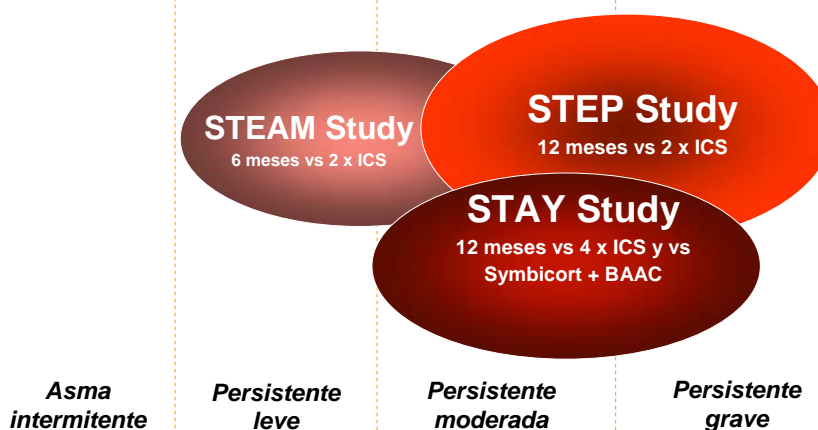 STEAM Study
6 meses vs 2 x ICS
STEP Study
12 meses vs 2 x ICS
STAY Study
12 meses vs 4 x ICS y vs
Symbicort + BAAC
Asma
intermitente
Persistente
leve
Persistente
moderada
Persistente
grave